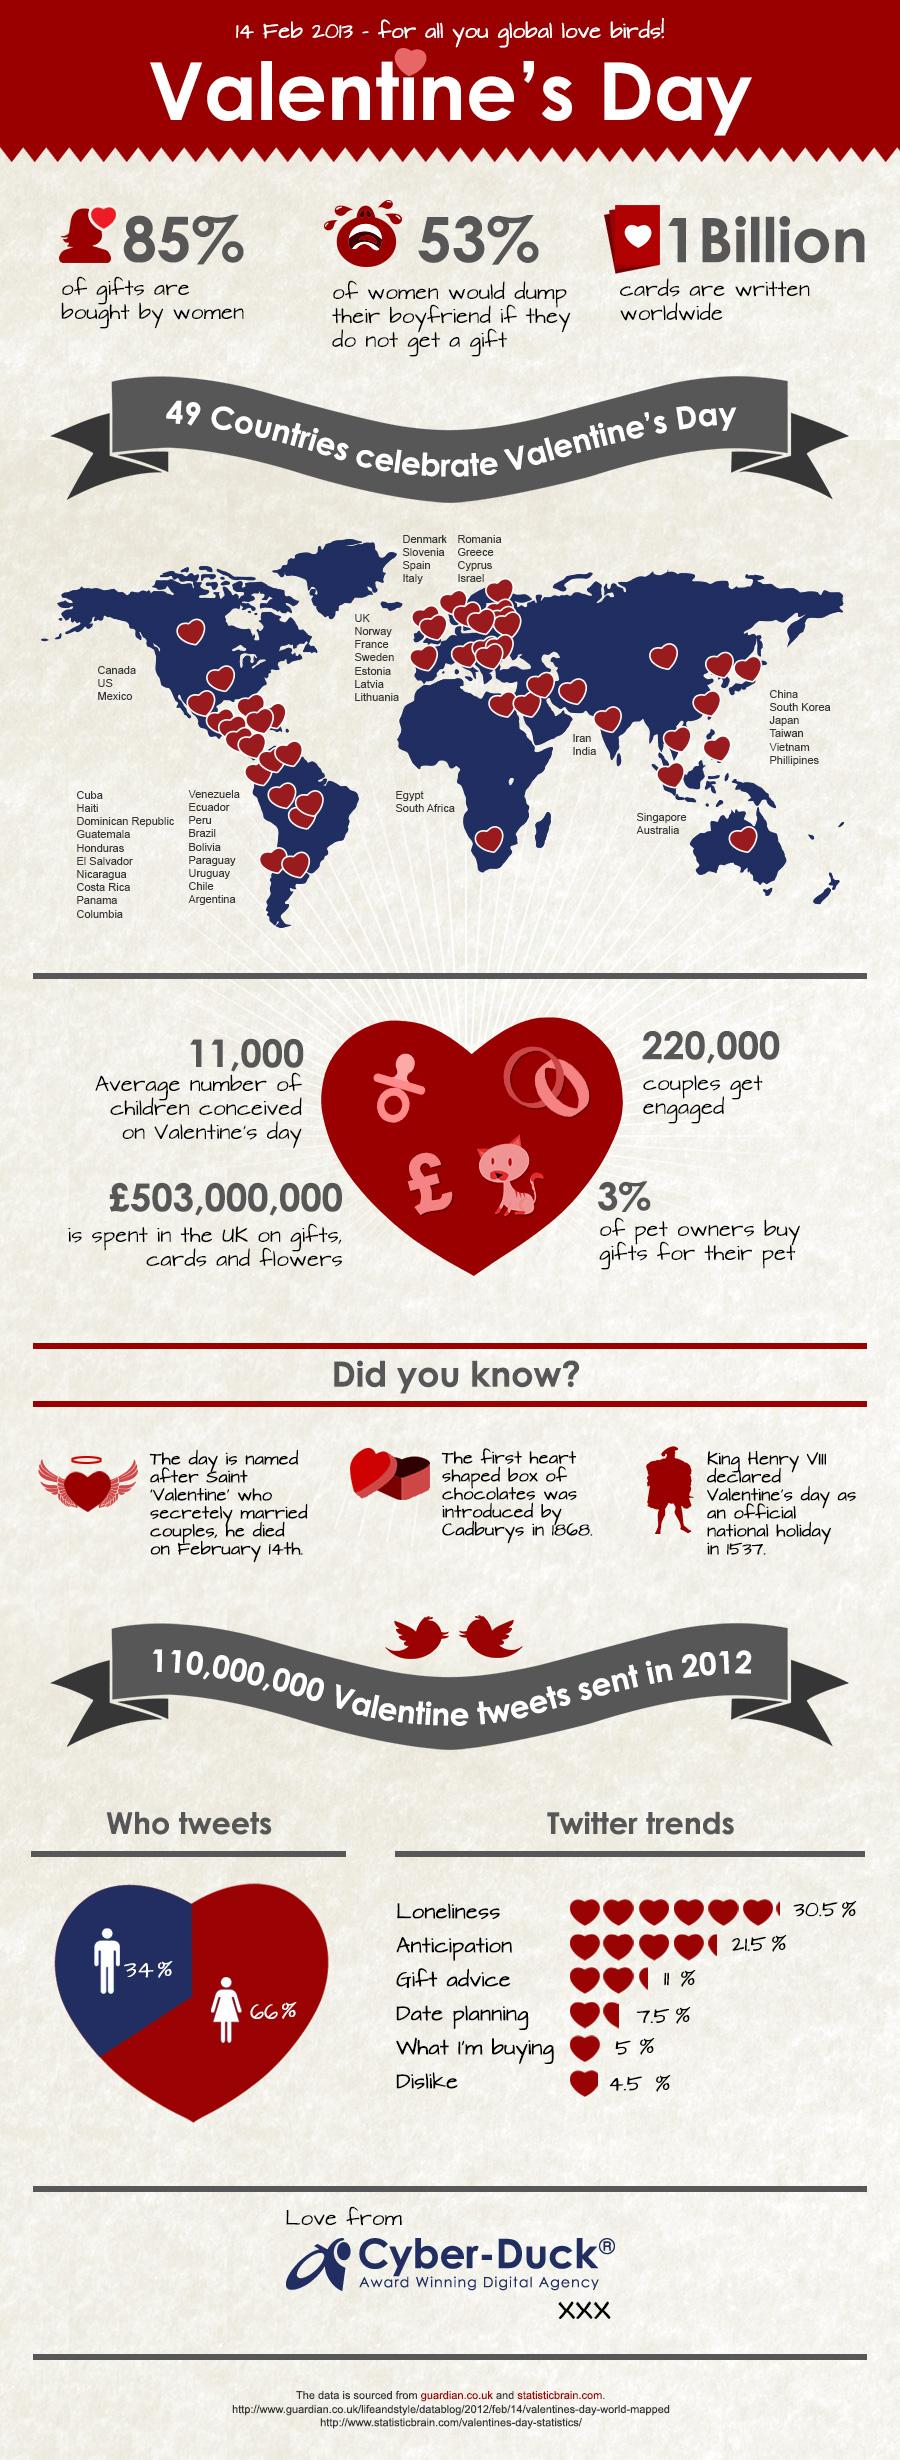 14 Feb 2013 - for all you global love birds!
Valentine's Day
85%
of gifts are
bought by women
53%
of women would dump
their boyfriend if they
do not get a gift
1 Billion
cards are written
worldwide
49 Countries celebrate Valentine's Day
Denmark
Slovenia
Spain
Italy
Romania
Greece
Cyprus
Israel
UK
Norway
France
Sweden
Estonia
Latvia
Lithuania
Canada
US
Mexico
China
South Korea
Japan
Taiwan
Vietnam
Phillipines
Iran
India
Cuba
Haiti
Dominican Republic
Guatemala
Honduras
El Salvador
Nicaragua
Costa Rica
Panama
Columbia
Venezuela
Ecuador
Peru
Brazil
Bolivia
Paraguay
Uruguay
Chile
Argentina
Egypt
South Africa
Singapore
Australia
11,000
Average number of
children conceived
on Valentine's day
220,000
couples get
engaged
£
£503,000,000
is spent in the UK on gifts,
cards and flowers
3%
of pet owners buy
gifts for their pet
Did you know?
The day is named
after Saint
'Valentine' who
secretely married
couples, he died
on February 14th.
The first heart
shaped box of
chocolates was
introduced by
Cadburys in 1868.
King Henry VIII
declared
Valentine's day as
an official
national holiday
in 1537.
110,000,000 Valentine tweets sent in 2012
Who tweets
34%
66%
Twitter trends
Loneliness 30.5 %
Anticipation 21.5 %
Gift advice 11 %
Date planning 7.5 %
What I'm buying 5 %
Dislike 4.5 %
Love from
Cyber-Duck®
Award Winning Digital Agency
xxx
The data is sourced from guardian.co.uk and statisticbrain.com.
http://www.guardian.co.uk/lifeandstyle/datablog/2012/feb/14/valentines-day-world-mapped
http://www.statisticbrain.com/valentines-day-statistics/